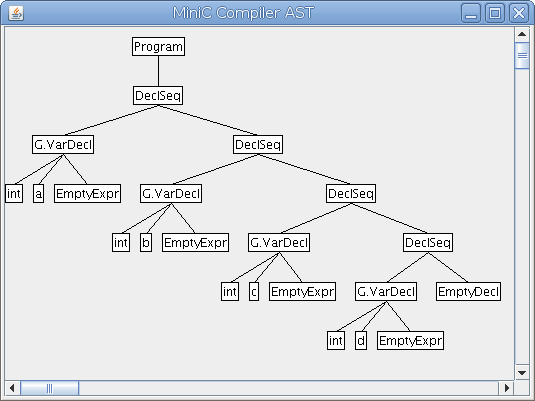 MiniC Compiler AST
Program
DeclSeq
G.VarDecl DeclSeq
int a EmptyExpr G.VarDecl DeclSeq
int b EmptyExpr G.VarDecl DeclSeq
int c EmptyExpr G.VarDecl EmptyDecl
int d EmptyExpr